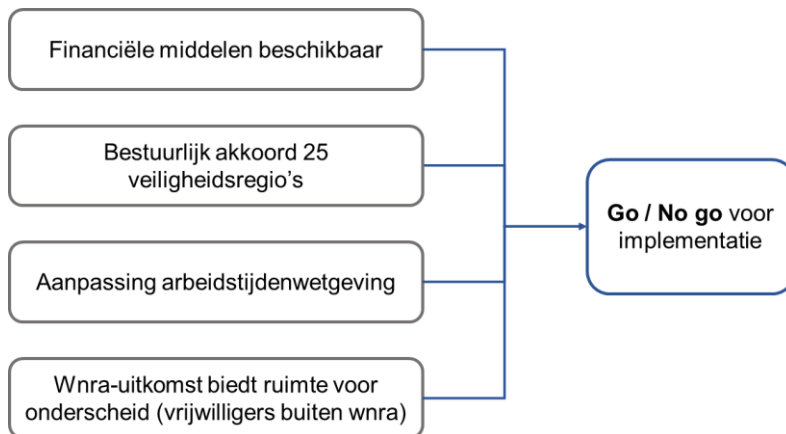 Financiële middelen beschikbaar
Bestuurlijk akkoord 25
veiligheidsregio's
Aanpassing arbeidstijdenwetgeving
Wnra-uitkomst biedt ruimte voor
onderscheid (vrijwilligers buiten wnra)
Go / No go voor
implementatie